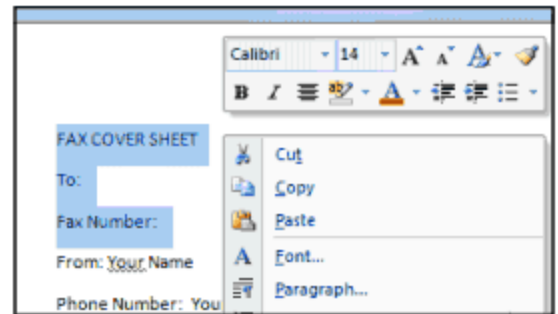 Calibri 14 A A A
B I ab A
FAX COVER SHEET
Cut
To:
Copy
Fax Number:
Paste
From: Your Name
A Font...
Paragraph...
Phone Number: You